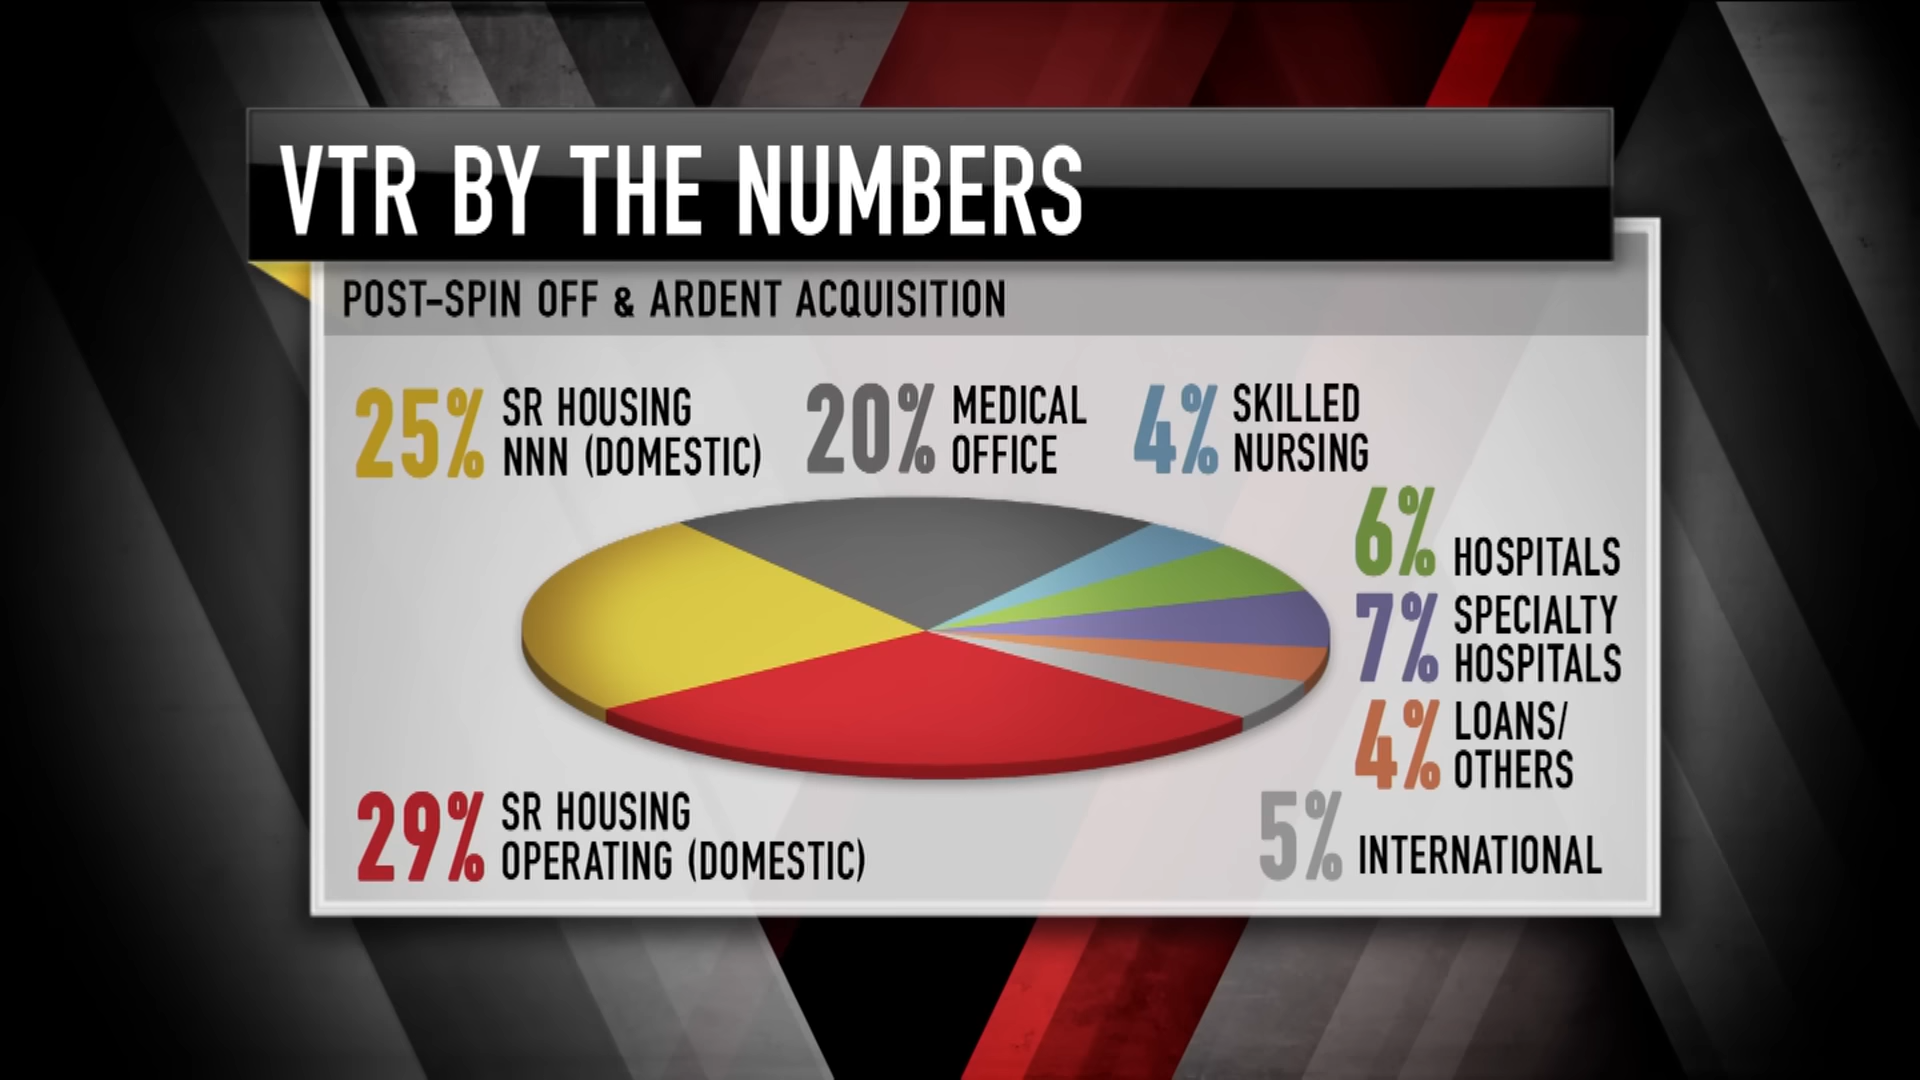 VTR BY THE NUMBERS
POST-SPIN OFF & ARDENT ACQUISITION
25% SR HOUSING
NNN (DOMESTIC)
20% MEDICAL
OFFICE
4% SKILLED
NURSING
6% HOSPITALS
7% SPECIALTY
HOSPITALS
4% LOANS/
OTHERS
29% SR HOUSING
OPERATING (DOMESTIC)
5% INTERNATIONAL